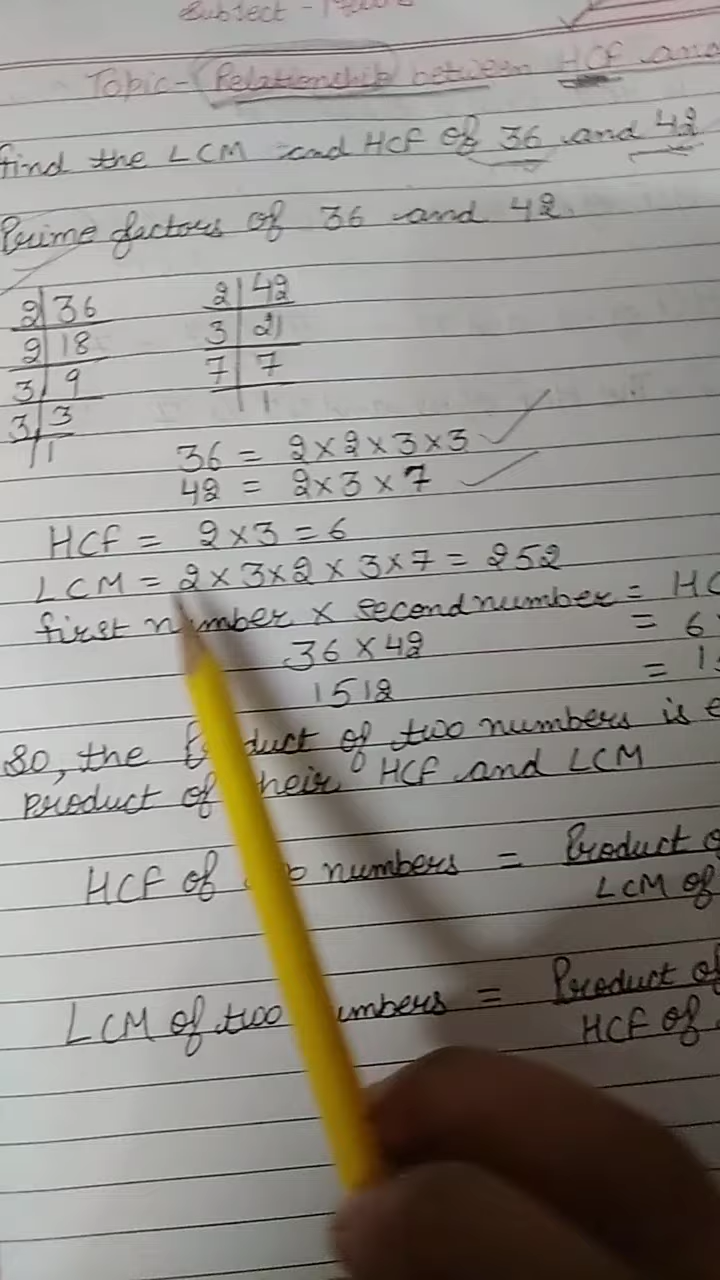 Subject -
Topic- Relationship between HCF and
find the LCM and HCF of 36 and 42
Prime factors of 36 and 42.
2 36 2 42
2 18 3 21
3 9 7 7
3 3 1
1
36 = 2×2×3×3
42 = 2×3×7
HCF = 2×3=6
LCM = 2×3×2×3×7=252
first number × second number = HC
36×42 = 6
1512 = 1
So, the of two numbers is e
Product of their HCF and LCM
HCF of numbers = Product o
LCM of
LCM of two numbers = Product of
HCF of